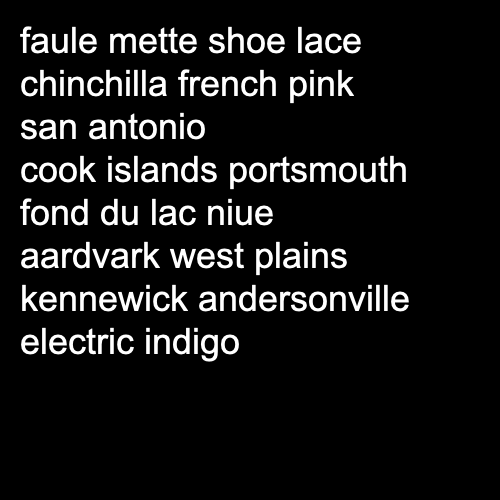 faule mette shoe lace
chinchilla french pink
san antonio
cook islands portsmouth
fond du lac niue
aardvark west plains
kennewick andersonville
electric indigo